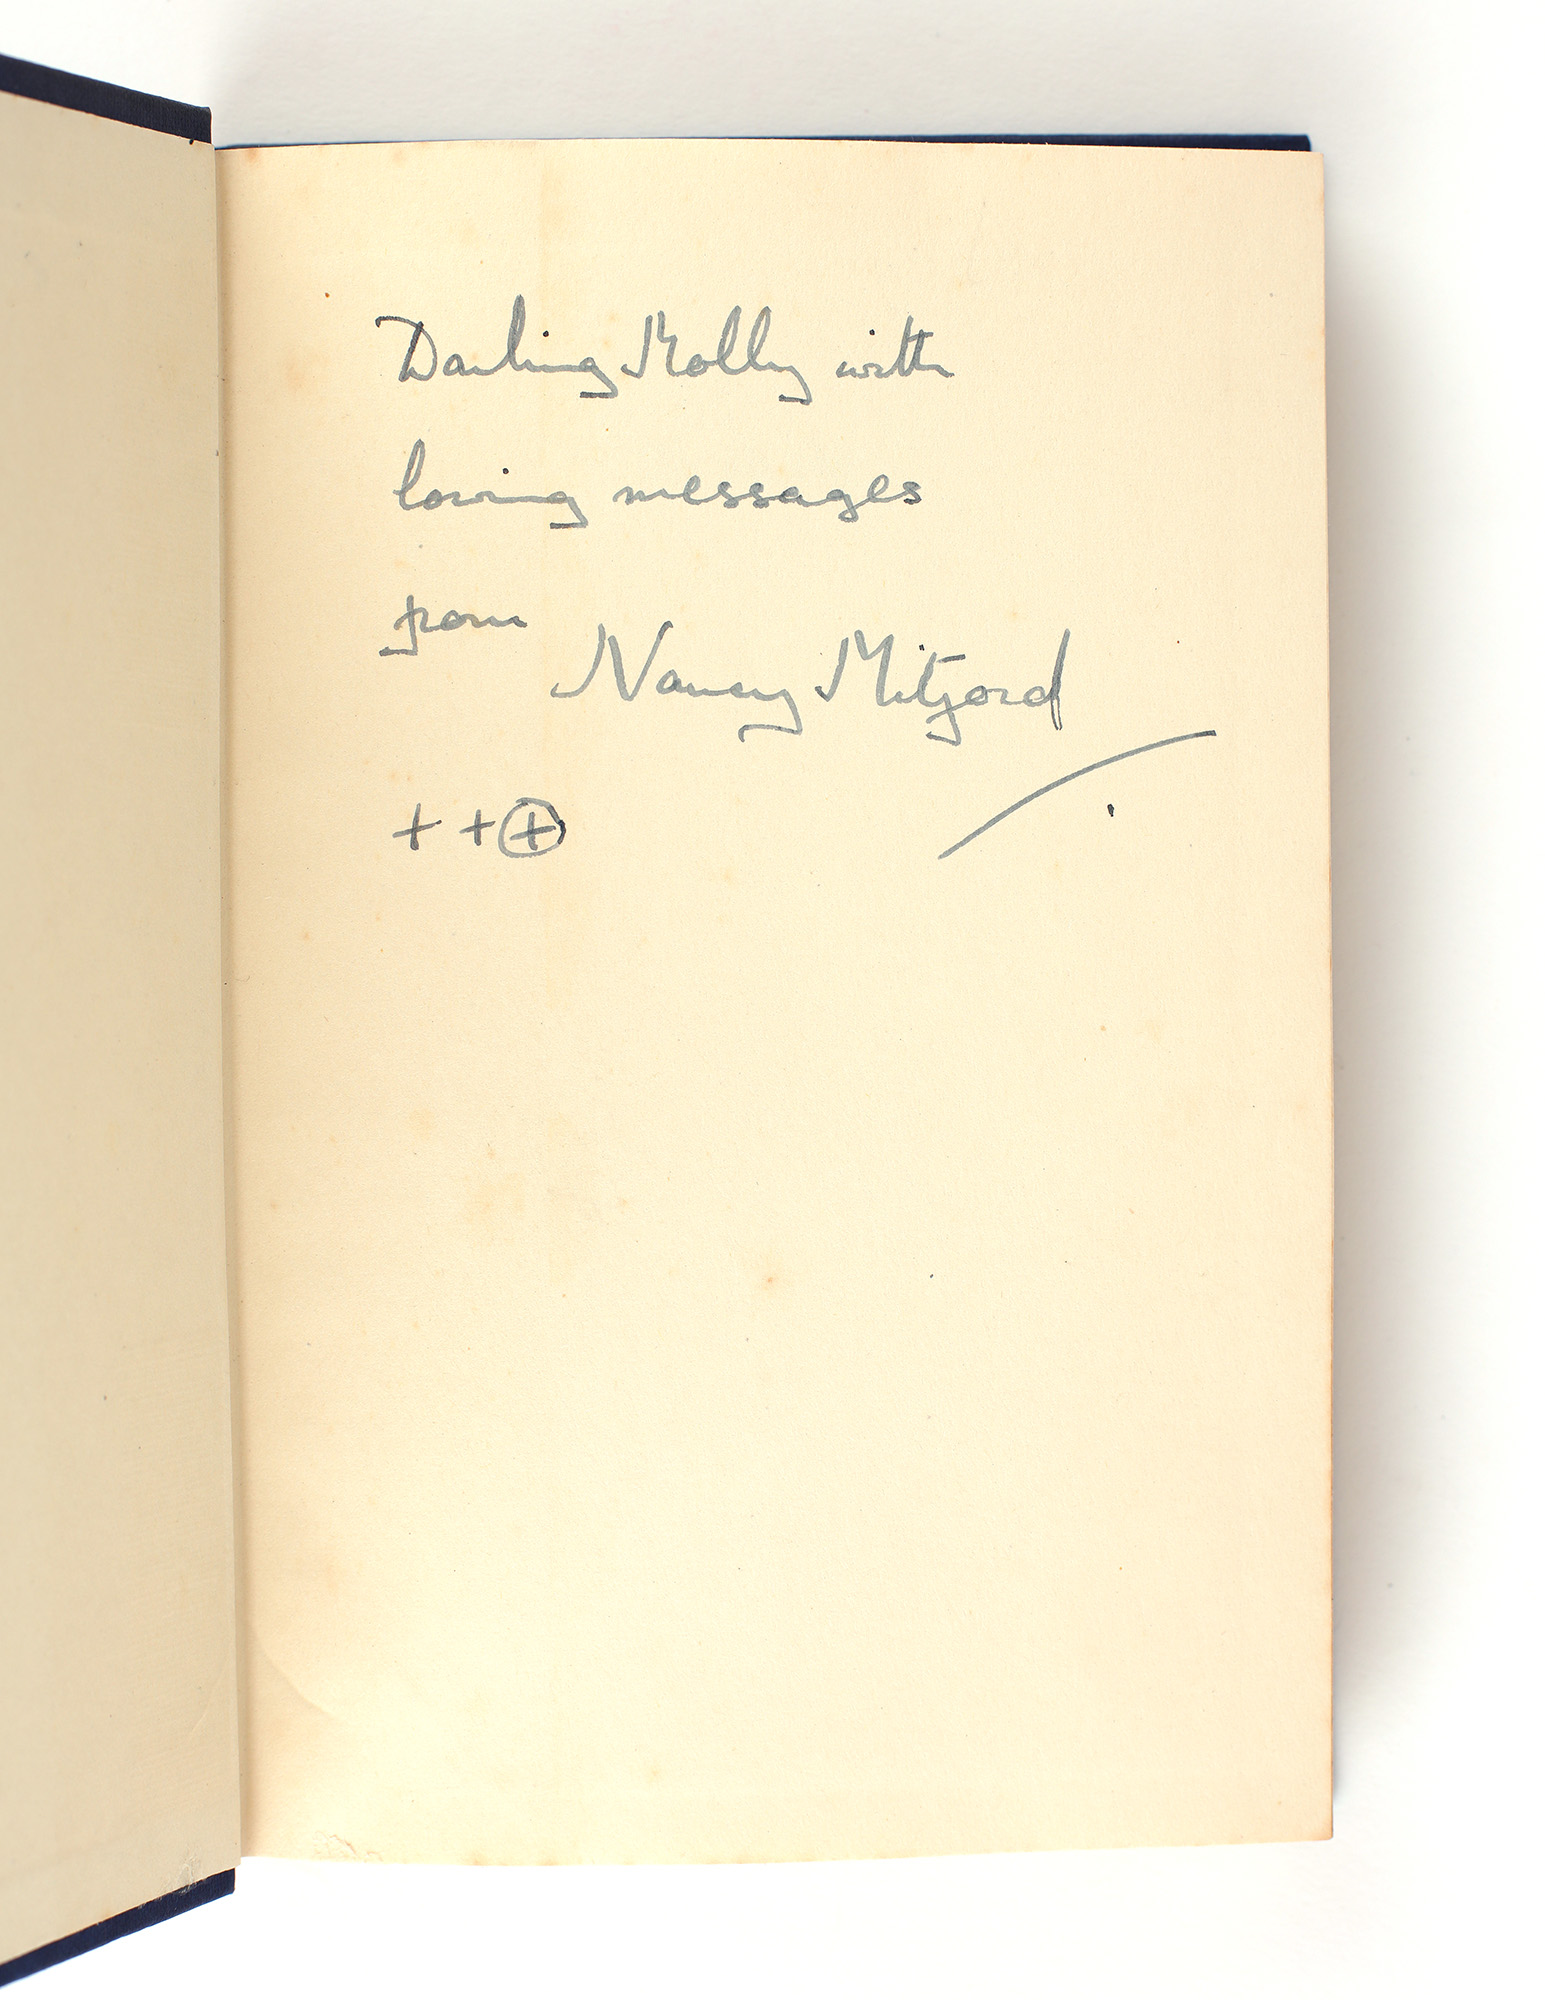 Darling Molly with
loving messages
from
Nancy Mitford
+ + +